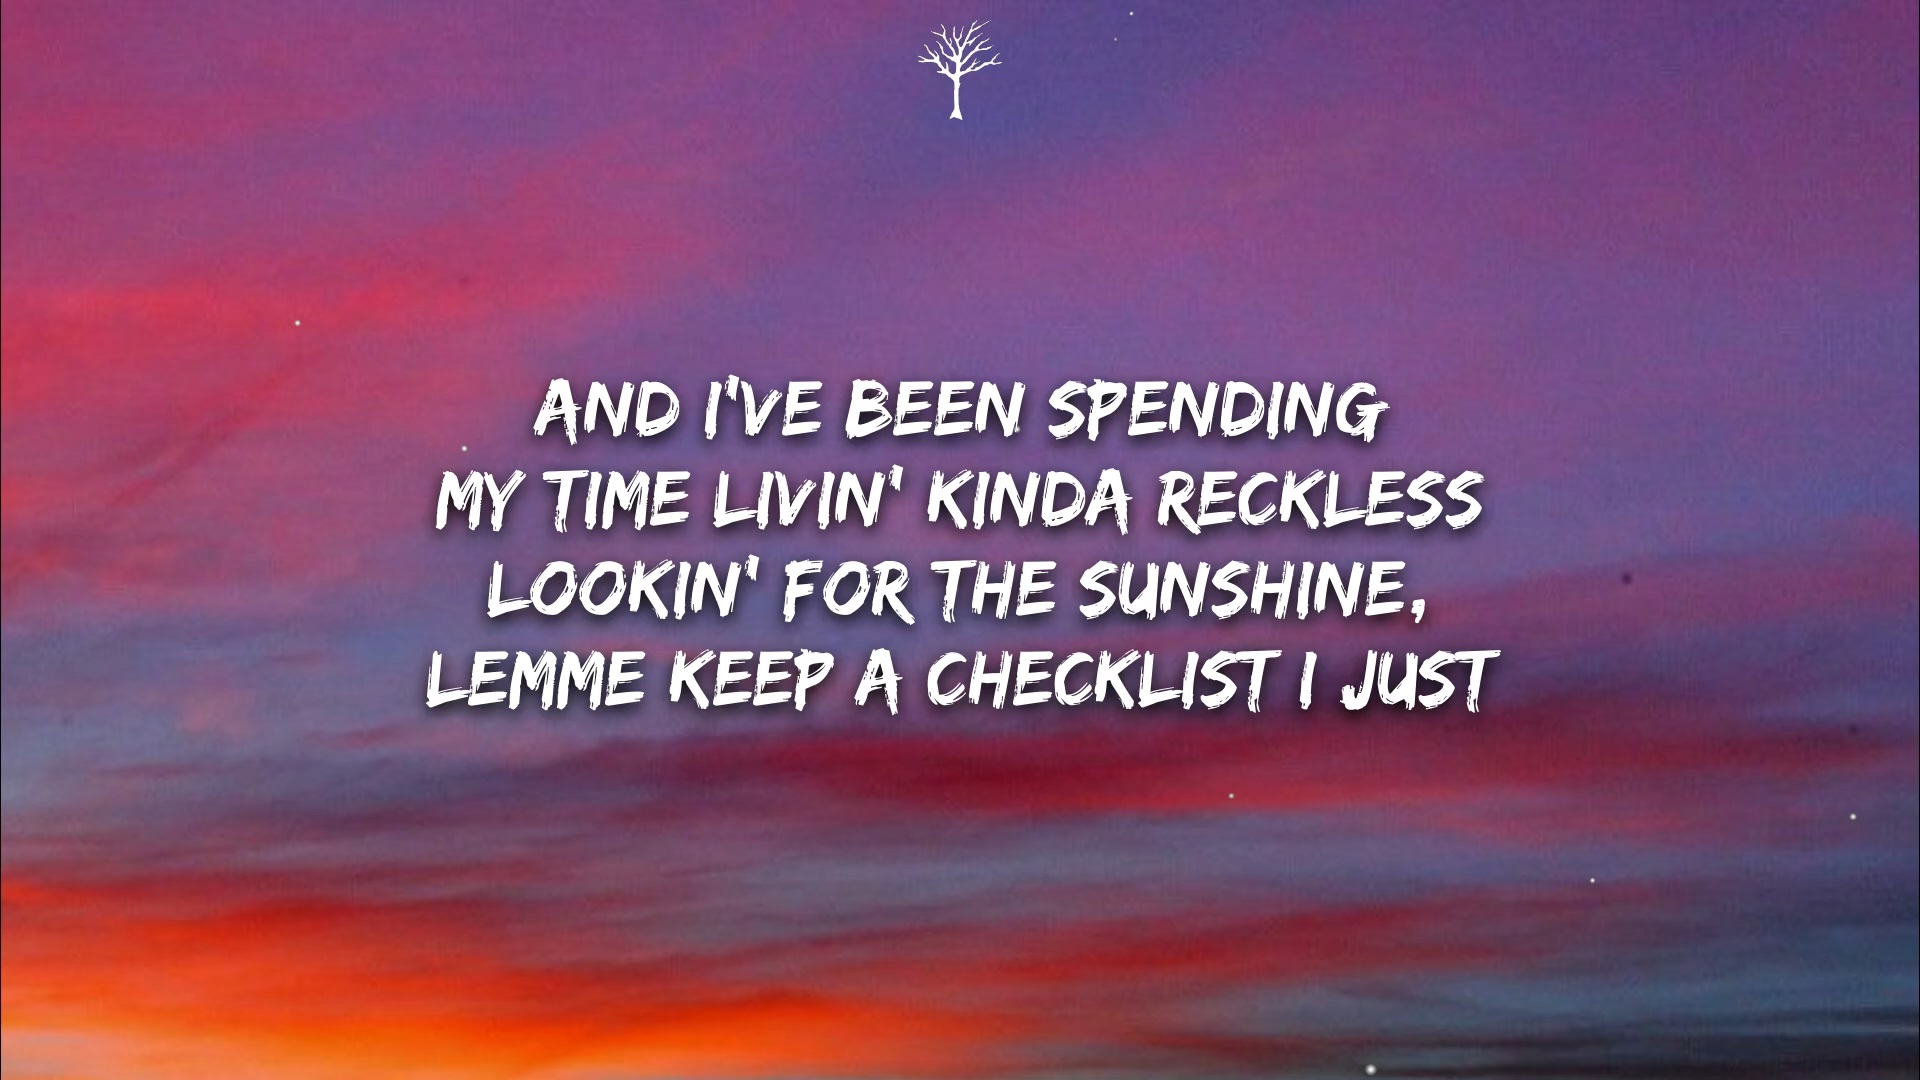 AND I'VE BEEN SPENDING
MY TIME LIVIN' KINDA RECKLESS
LOOKIN' FOR THE SUNSHINE,
LEMME KEEP A CHECKLIST I JUST